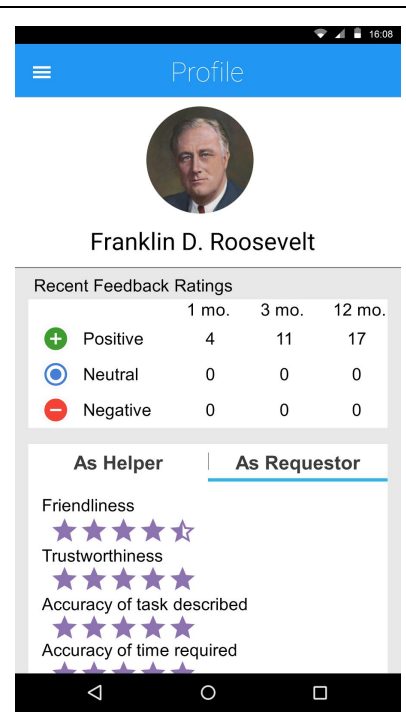 16:08
Profile
Franklin D. Roosevelt
Recent Feedback Ratings
1 mo. 3 mo. 12 mo.
Positive 4 11 17
Neutral 0 0 0
Negative 0 0 0
As Helper | As Requestor
Friendliness
Trustworthiness
Accuracy of task described
Accuracy of time required